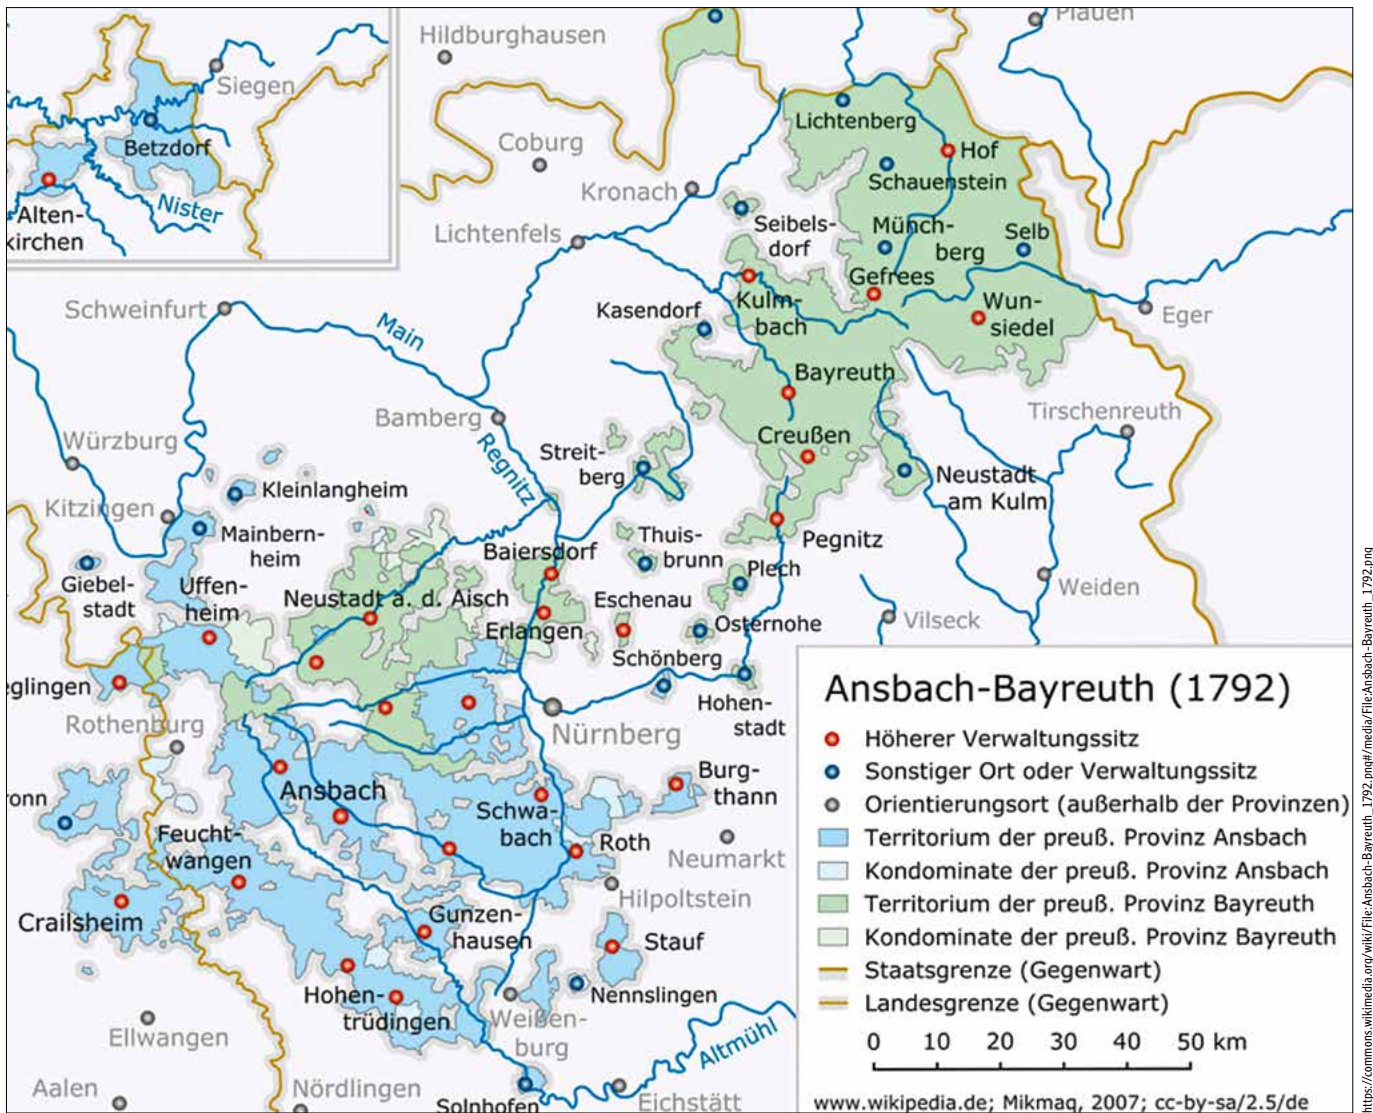 Hildburghausen
Plauen
Siegen
Betzdorf
Nister
Alten-
kirchen
Coburg
Kronach
Lichtenfels
Lichtenberg
Hof
Schauenstein
Seibels-
dorf
Münch-
berg
Selb
Gefrees
Kulm-
bach
Wun-
siedel
Eger
Kasendorf
Schweinfurt
Main
Bayreuth
Bamberg
Tirschenreuth
Würzburg
Regnitz
Streit-
berg
Creußen
Neustadt
am Kulm
Kleinlangheim
Kitzingen
Mainbern-
heim
Pegnitz
Thuis-
brunn
Baiersdorf
Plech
Giebel-
stadt
Uffen-
heim
Neustadt a. d. Aisch
Eschenau
Weiden
Erlangen
Osternohe
Vilseck
Schönberg
eglingen
Hohen-
stadt
Rothenburg
Nürnberg
Burg-
thann
Ansbach
Schwa-
bach
ronn
Feucht-
wangen
Roth
Neumarkt
Hilpoltstein
Crailsheim
Gunzen-
hausen
Stauf
Hohen-
trüdingen
Nennslingen
Weißen-
burg
Ellwangen
Altmühl
Aalen
Nördlingen
Solnhofen
Eichstätt
Ansbach-Bayreuth (1792)
Höherer Verwaltungssitz
Sonstiger Ort oder Verwaltungssitz
Orientierungsort (außerhalb der Provinzen)
Territorium der preuß. Provinz Ansbach
Kondominate der preuß. Provinz Ansbach
Territorium der preuß. Provinz Bayreuth
Kondominate der preuß. Provinz Bayreuth
Staatsgrenze (Gegenwart)
Landesgrenze (Gegenwart)
0 10 20 30 40 50 km
www.wikipedia.de; Mikmaq, 2007; cc-by-sa/2.5/de
https://commons.wikimedia.org/wiki/File:Ansbach-Bayreuth_1792.png#/media/File:Ansbach-Bayreuth_1792.png